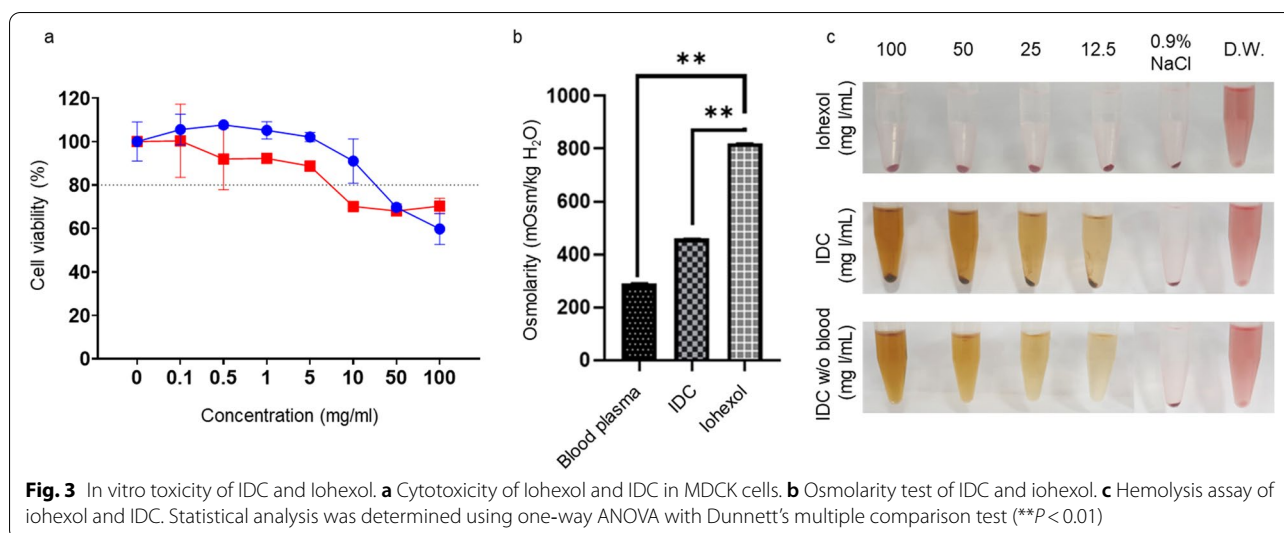 a
120
100
80
60
40
20
0
Cell viability (%)
0 0.1 0.5 1 5 10 50 100
Concentration (mg/ml)
b
**
**
1000
800
600
400
200
0
Osmolarity (mOsm/kg H₂O)
Blood plasma
IDC
Iohexol
c
100 50 25 12.5 0.9% NaCl D.W.
Iohexol
(mg I/mL)
IDC
(mg I/mL)
IDC w/o blood
(mg I/mL)
Fig. 3 In vitro toxicity of IDC and Iohexol. a Cytotoxicity of Iohexol and IDC in MDCK cells. b Osmolarity test of IDC and iohexol. c Hemolysis assay of
iohexol and IDC. Statistical analysis was determined using one-way ANOVA with Dunnett's multiple comparison test (**P < 0.01)